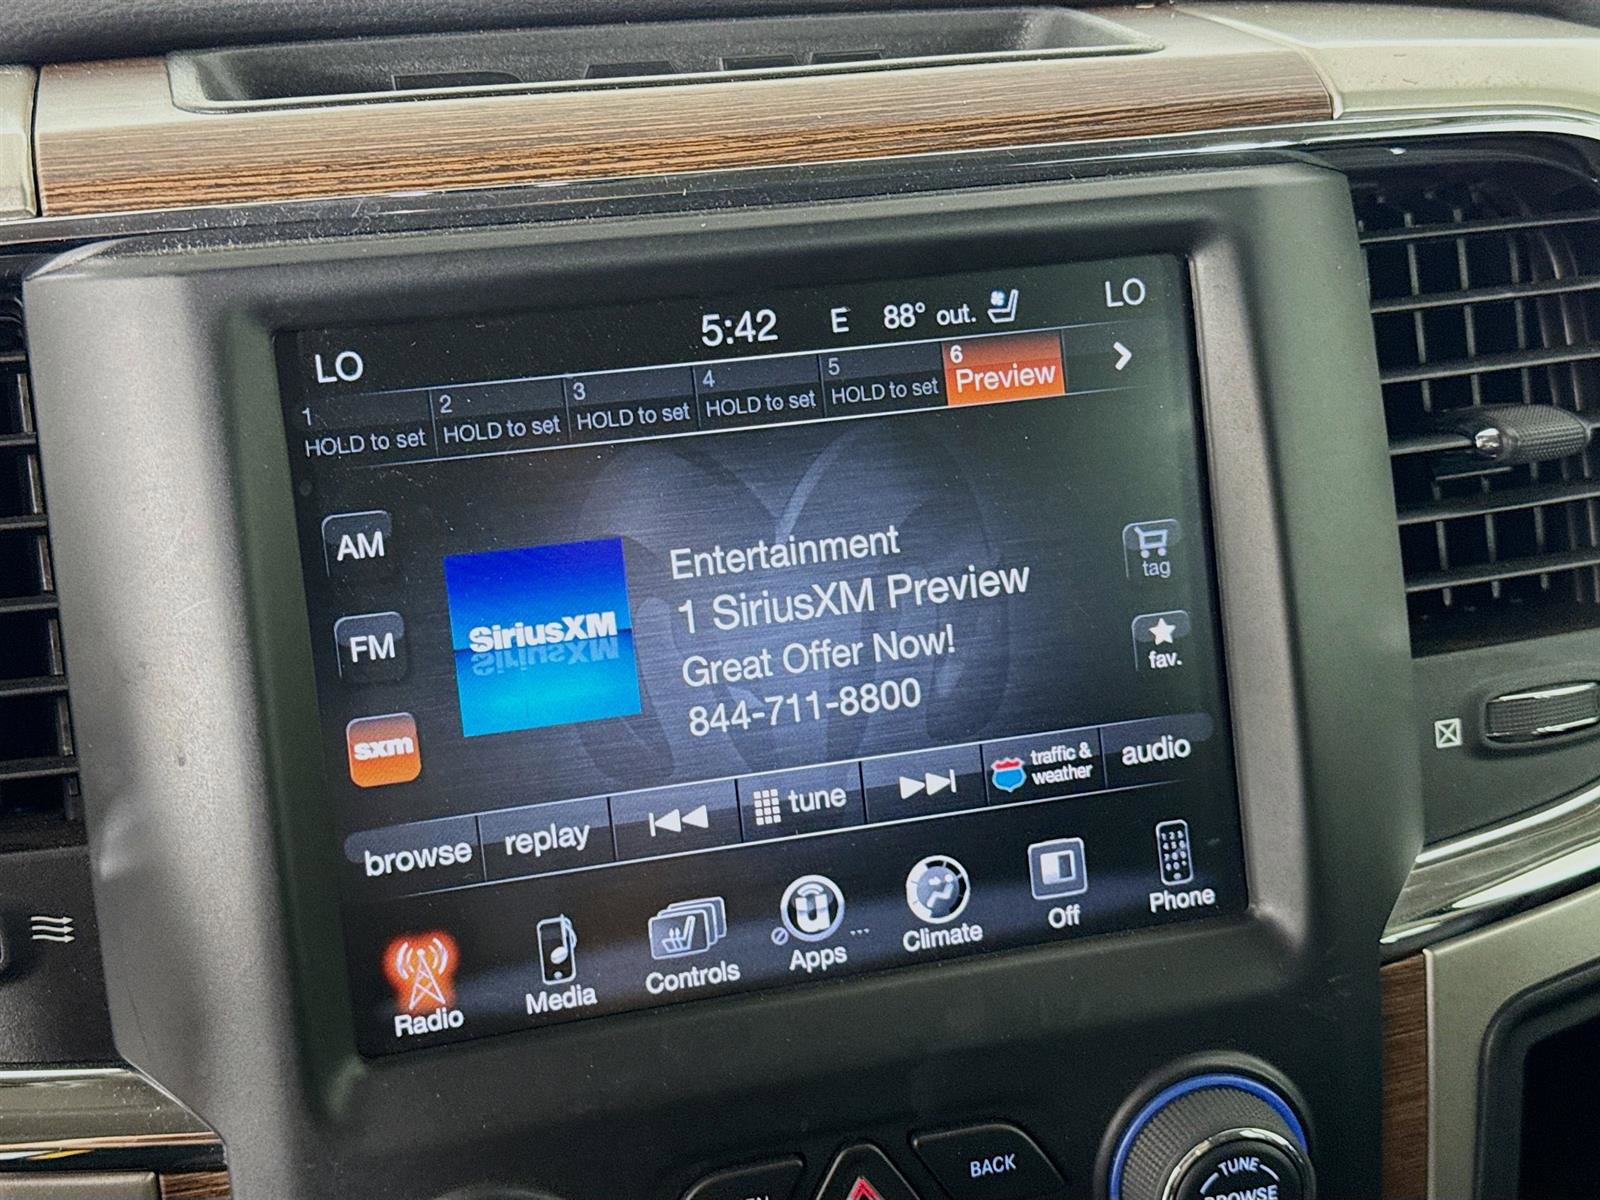 5:42 E 88° out.
LO
LO
1 HOLD to set
2 HOLD to set
3 HOLD to set
4 HOLD to set
5 HOLD to set
6 Preview
AM
FM
sxm
SiriusXM
Entertainment
1 SiriusXM Preview
Great Offer Now!
844-711-8800
tag
fav.
browse
replay
tune
traffic &
weather
audio
Radio
Media
Controls
Apps ...
Climate
Off
Phone
BACK
TUNE
BROWSE